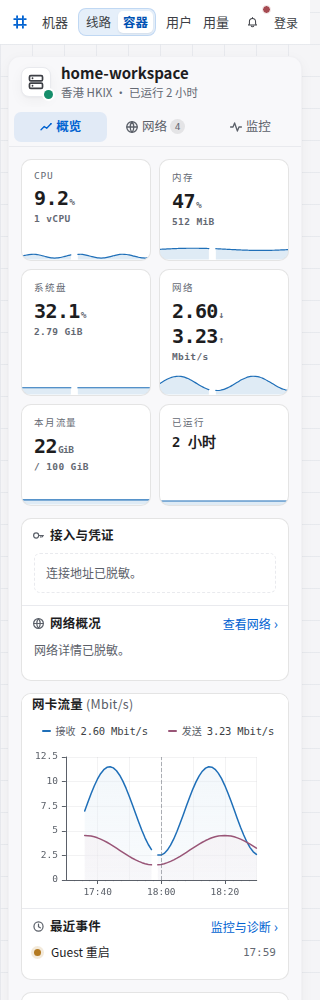 机器 线路 容器 用户 用量 登录
home-workspace
香港 HKIX • 已运行 2 小时
概览 网络 4 监控
CPU
9.2%
1 vCPU
内存
47%
512 MiB
系统盘
32.1%
2.79 GiB
网络
2.60↓
3.23↑
Mbit/s
本月流量
22GiB
/ 100 GiB
已运行
2 小时
接入与凭证
连接地址已脱敏。
网络概况 查看网络 ›
网络详情已脱敏。
网卡流量 (Mbit/s)
接收 2.60 Mbit/s 发送 3.23 Mbit/s
12.5
10
7.5
5
2.5
0
17:40 18:00 18:20
最近事件 监控与诊断 ›
Guest 重启 17:59